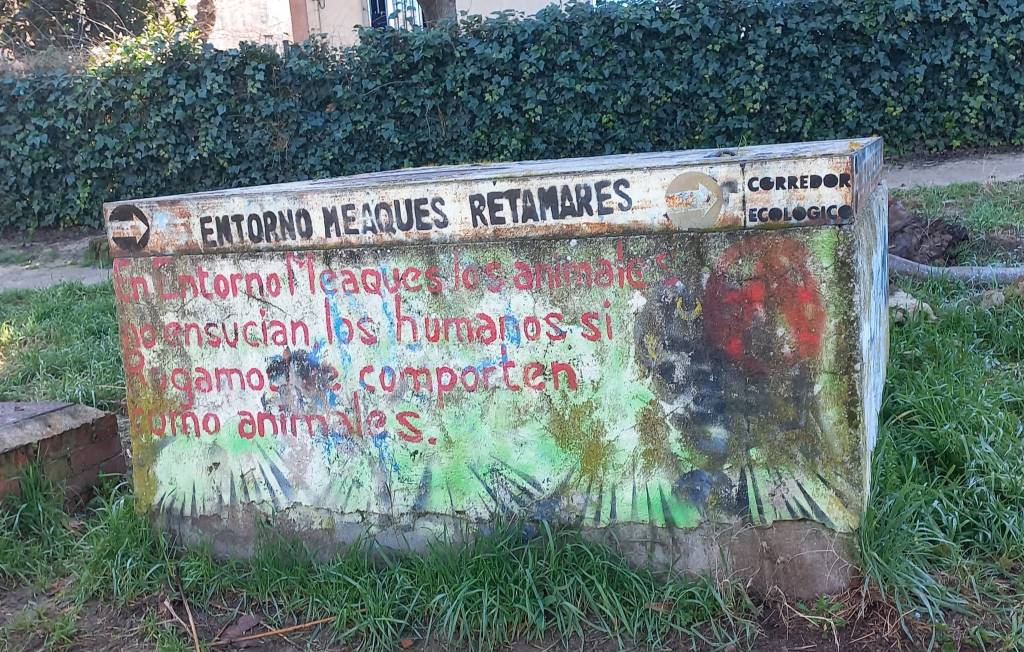 ENTORNO MEAQUES RETAMARES
CORREDOR
ECOLOGICO
En Entorno Meaques los animales
no ensucian, los humanos si
Rogamos se comporten
como animales.